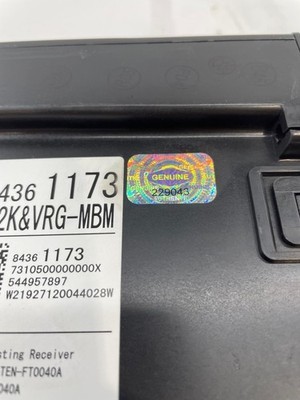 GENUINE
229043
8436 1173
2K&VRG-MBM
8436 1173
7310500000000X
544957897
W21927120044028W
sting Receiver
TEN-FT0040A
040A